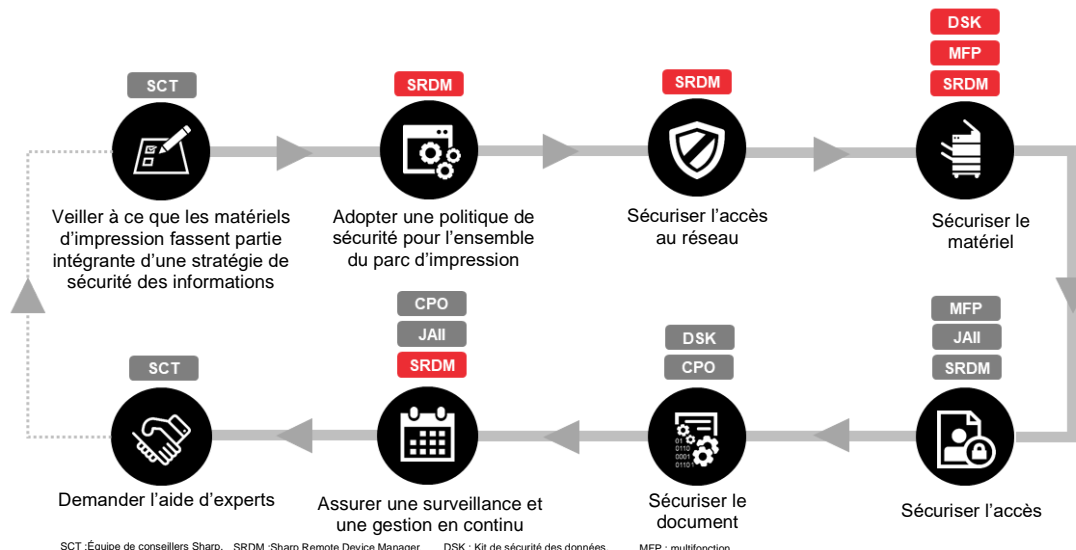 DSK
MFP
SCT
SRDM
SRDM
SRDM
Veiller à ce que les matériels
d’impression fassent partie
intégrante d’une stratégie de
sécurité des informations
Adopter une politique de
sécurité pour l’ensemble
du parc d’impression
Sécuriser l’accès
au réseau
Sécuriser le
matériel
SCT
CPO
JAII
SRDM
DSK
CPO
MFP
JAII
SRDM
01
0110
0001
01101
Demander l’aide d’experts
Assurer une surveillance et
une gestion en continu
Sécuriser le
document
Sécuriser l’accès
SCT :Équipe de conseillers Sharp, SRDM :Sharp Remote Device Manager DSK : Kit de sécurité des données MFP : multifonction